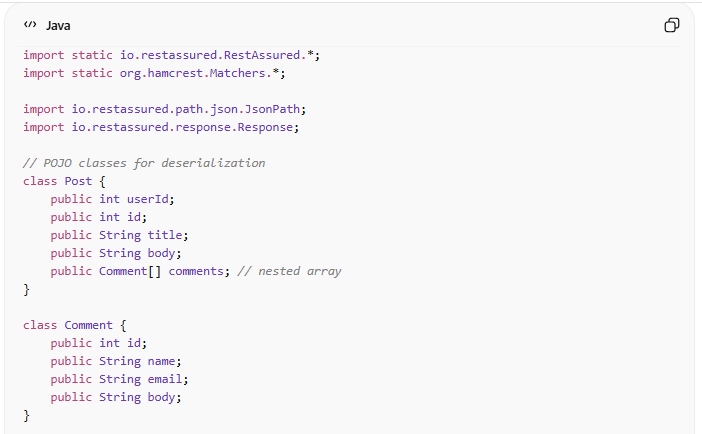 </> Java
import static io.restassured.RestAssured.*;
import static org.hamcrest.Matchers.*;
import io.restassured.path.json.JsonPath;
import io.restassured.response.Response;
// POJO classes for deserialization
class Post {
    public int userId;
    public int id;
    public String title;
    public String body;
    public Comment[] comments; // nested array
}
class Comment {
    public int id;
    public String name;
    public String email;
    public String body;
}